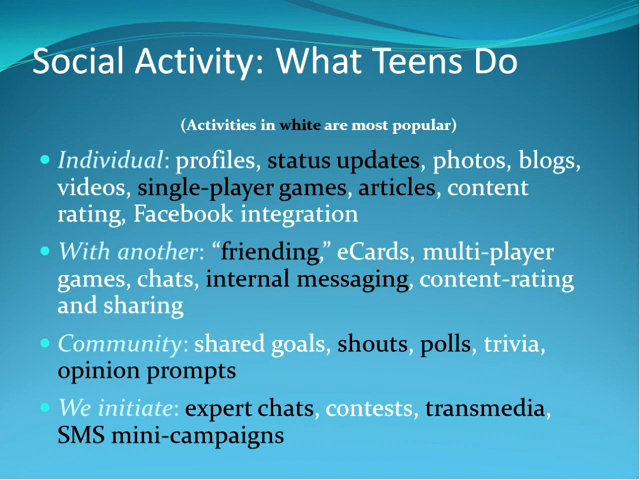 Social Activity: What Teens Do
(Activities in white are most popular)
• Individual: profiles, status updates, photos, blogs,
videos, single-player games, articles, content
rating, Facebook integration
• With another: “friending,” eCards, multi-player
games, chats, internal messaging, content-rating
and sharing
• Community: shared goals, shouts, polls, trivia,
opinion prompts
• We initiate: expert chats, contests, transmedia,
SMS mini-campaigns